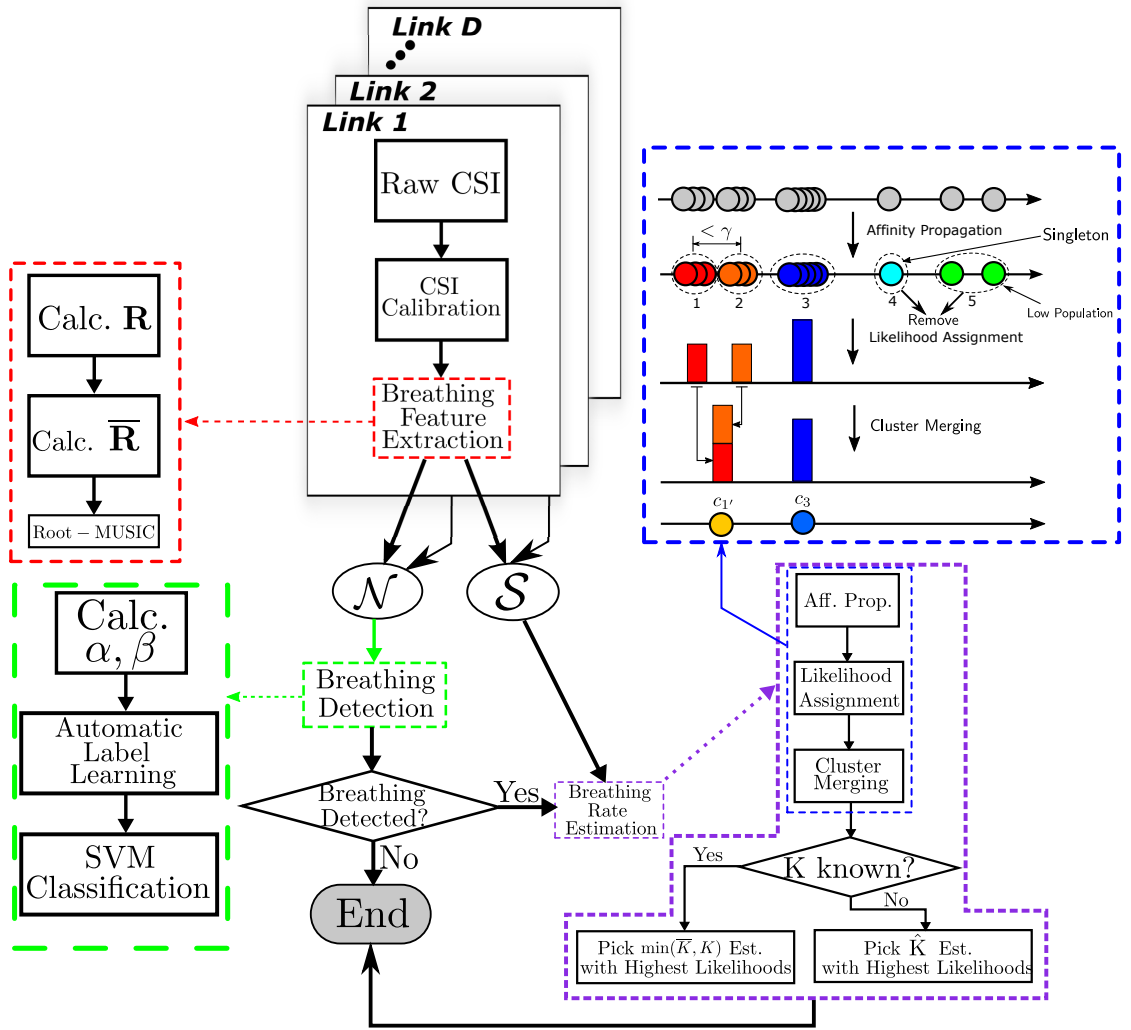 Link D
Link 2
Link 1
Raw CSI
CSI
Calibration
Breathing
Feature
Extraction
Calc. R
Calc. R̅
Root − MUSIC
𝒩
𝒮
Calc.
α, β
Automatic
Label
Learning
SVM
Classification
Breathing
Detection
Breathing
Detected?
Yes
No
End
Breathing
Rate
Estimation
Affinity Propagation
Singleton
< γ
1
2
3
4
5
Low Population
Remove
Likelihood Assignment
Cluster Merging
c1′
c3
Aff. Prop.
Likelihood
Assignment
Cluster
Merging
K known?
Yes
No
Pick min(K̅, K) Est.
with Highest Likelihoods
Pick K̂ Est.
with Highest Likelihoods